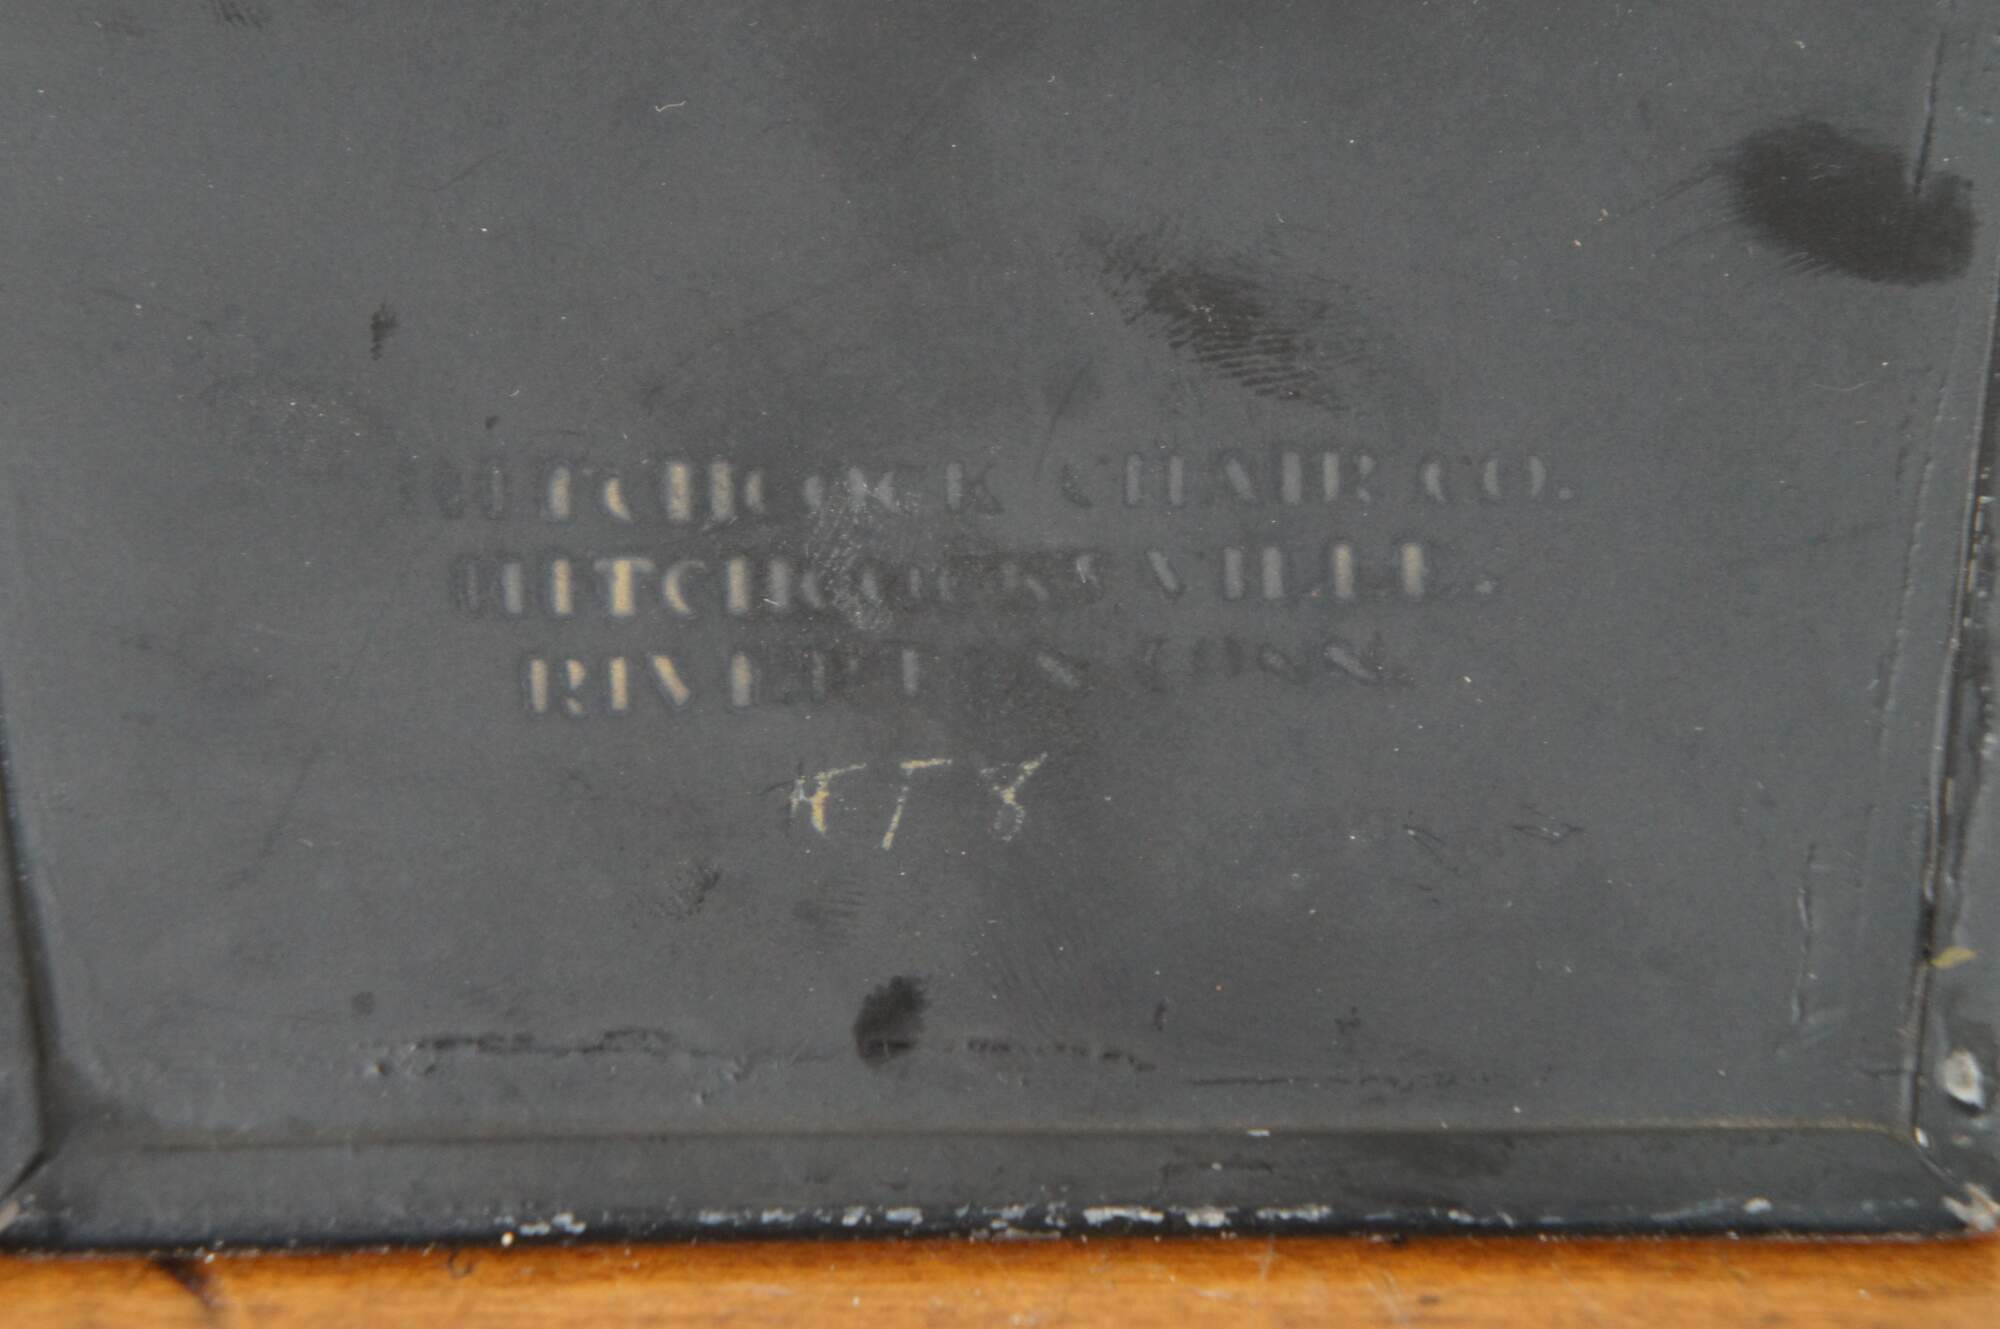 HITCHCOCK CHAIR CO.
HITCHCOCKSVILLE.
RIVERTON CONN.